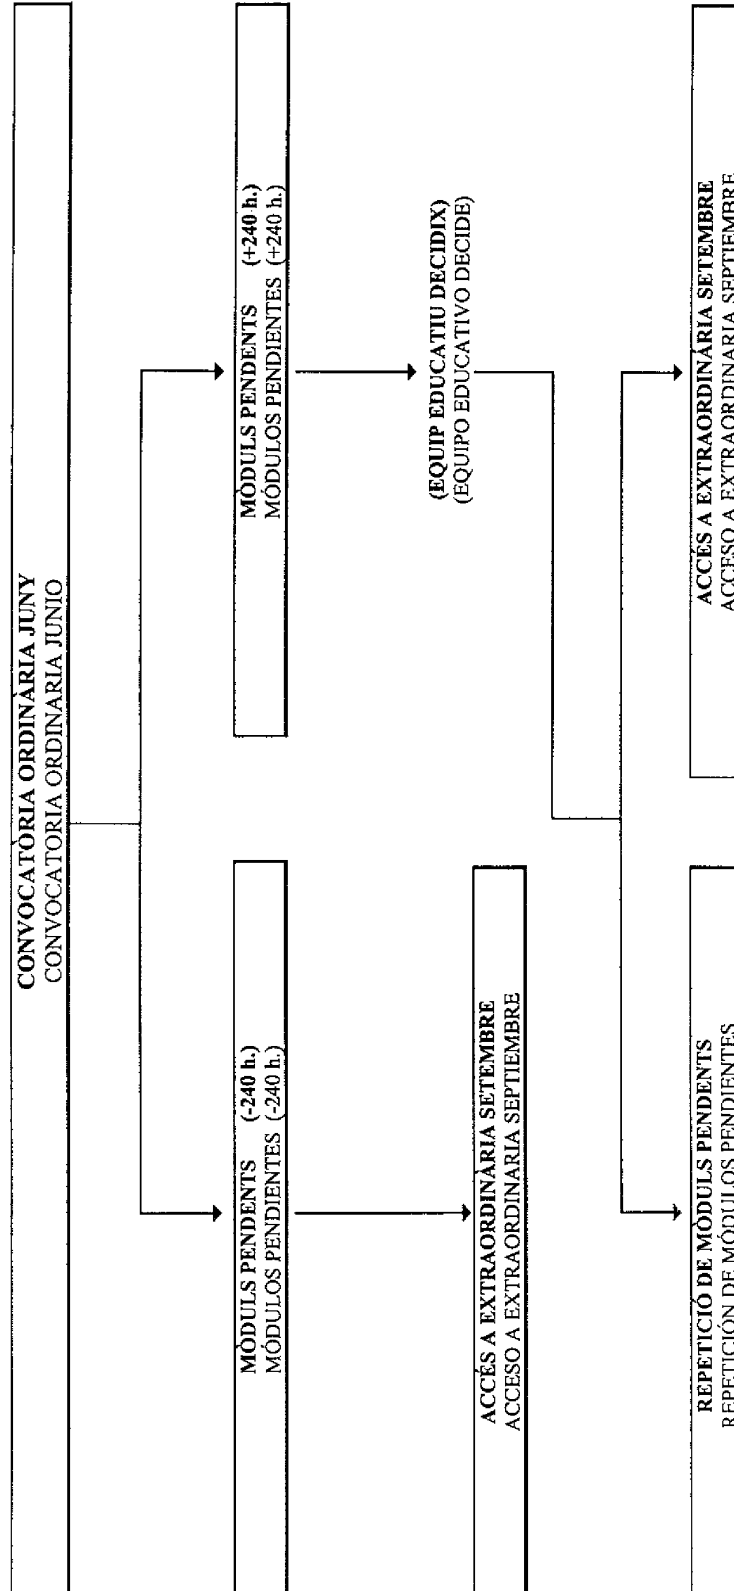 CONVOCATÒRIA ORDINÀRIA JUNY
CONVOCATORIA ORDINARIA JUNIO
MÒDULS PENDENTS (-240 h.)
MÓDULOS PENDIENTES (-240 h.)
MÒDULS PENDENTS (+240 h.)
MÓDULOS PENDIENTES (+240 h.)
(EQUIP EDUCATIU DECIDIX)
(EQUIPO EDUCATIVO DECIDE)
ACCÉS A EXTRAORDINÀRIA SETEMBRE
ACCESO A EXTRAORDINARIA SEPTIEMBRE
REPETICIÓ DE MÒDULS PENDENTS
REPETICIÓN DE MÓDULOS PENDIENTES
ACCÉS A EXTRAORDINÀRIA SETEMBRE
ACCESO A EXTRAORDINARIA SEPTIEMBRE